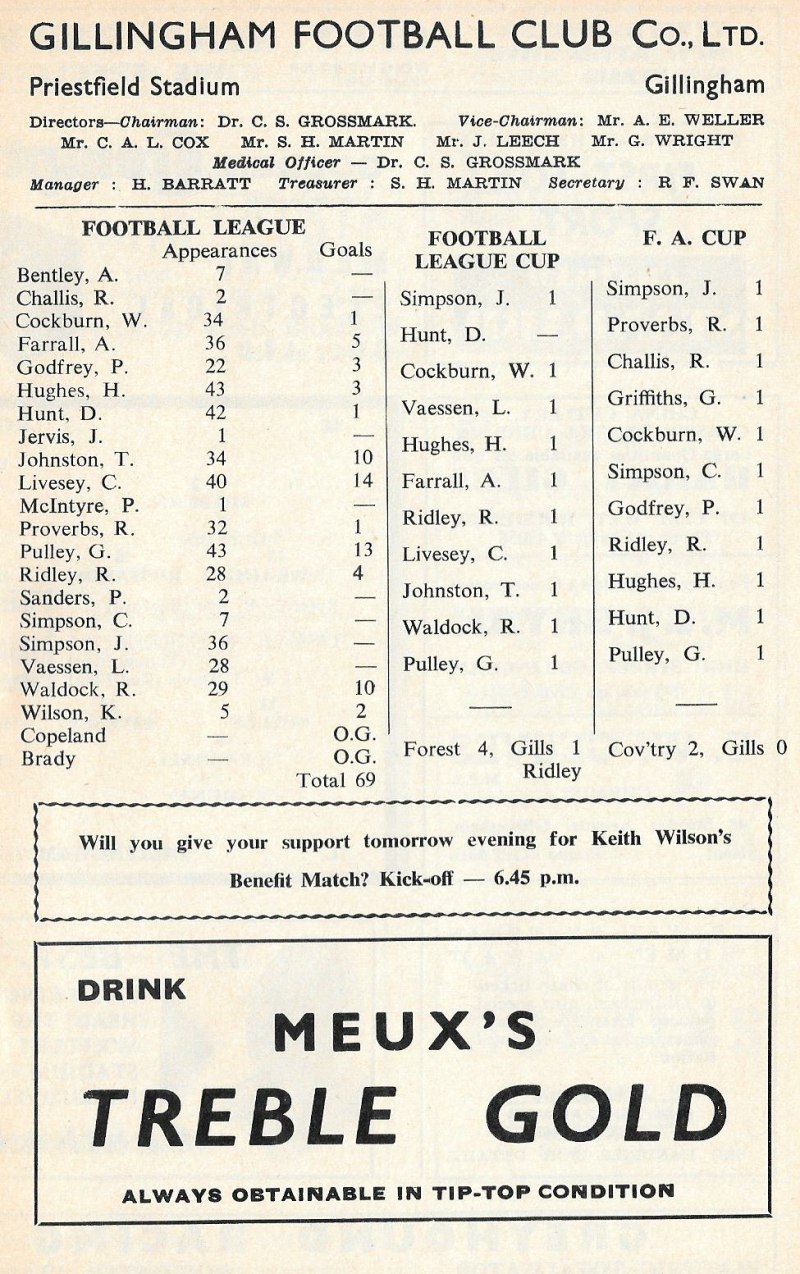 GILLINGHAM FOOTBALL CLUB Co., LTD.
Priestfield Stadium Gillingham
Directors—Chairman: Dr. C. S. GROSSMARK. Vice-Chairman: Mr. A. E. WELLER
Mr. C. A. L. COX Mr. S. H. MARTIN Mr. J. LEECH Mr. G. WRIGHT
Medical Officer — Dr. C. S. GROSSMARK
Manager : H. BARRATT Treasurer : S. H. MARTIN Secretary : R F. SWAN
FOOTBALL LEAGUE
Appearances Goals
Bentley, A. 7 —
Challis, R. 2 —
Cockburn, W. 34 1
Farrall, A. 36 5
Godfrey, P. 22 3
Hughes, H. 43 3
Hunt, D. 42 1
Jervis, J. 1 —
Johnston, T. 34 10
Livesey, C. 40 14
McIntyre, P. 1 —
Proverbs, R. 32 1
Pulley, G. 43 13
Ridley, R. 28 4
Sanders, P. 2 —
Simpson, C. 7 —
Simpson, J. 36 —
Vaessen, L. 28 —
Waldock, R. 29 10
Wilson, K. 5 2
Copeland — O.G.
Brady — O.G.
Total 69
FOOTBALL
LEAGUE CUP
Simpson, J. 1
Hunt, D. —
Cockburn, W. 1
Vaessen, L. 1
Hughes, H. 1
Farrall, A. 1
Ridley, R. 1
Livesey, C. 1
Johnston, T. 1
Waldock, R. 1
Pulley, G. 1
Forest 4, Gills 1
Ridley
F. A. CUP
Simpson, J. 1
Proverbs, R. 1
Challis, R. 1
Griffiths, G. 1
Cockburn, W. 1
Simpson, C. 1
Godfrey, P. 1
Ridley, R. 1
Hughes, H. 1
Hunt, D. 1
Pulley, G. 1
Cov'try 2, Gills 0
Will you give your support tomorrow evening for Keith Wilson's
Benefit Match? Kick-off — 6.45 p.m.
DRINK
MEUX'S
TREBLE GOLD
ALWAYS OBTAINABLE IN TIP-TOP CONDITION